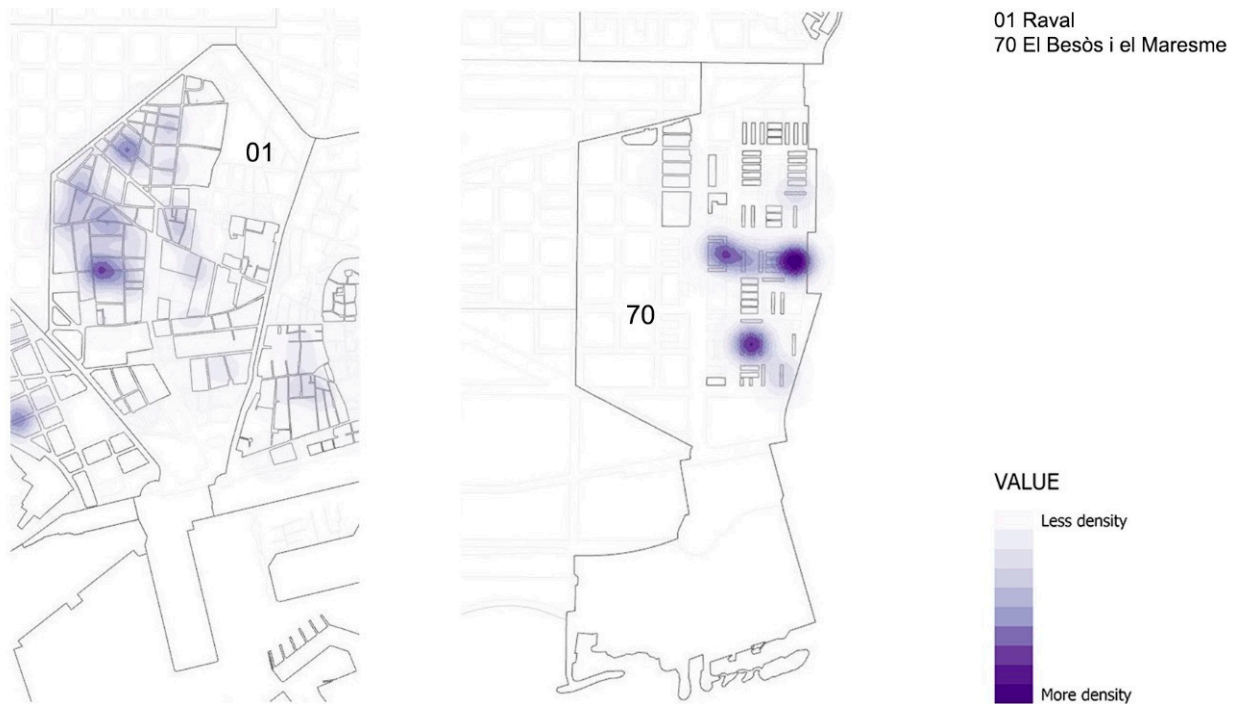 01 Raval
70 El Besòs i el Maresme
01
70
VALUE
Less density
More density